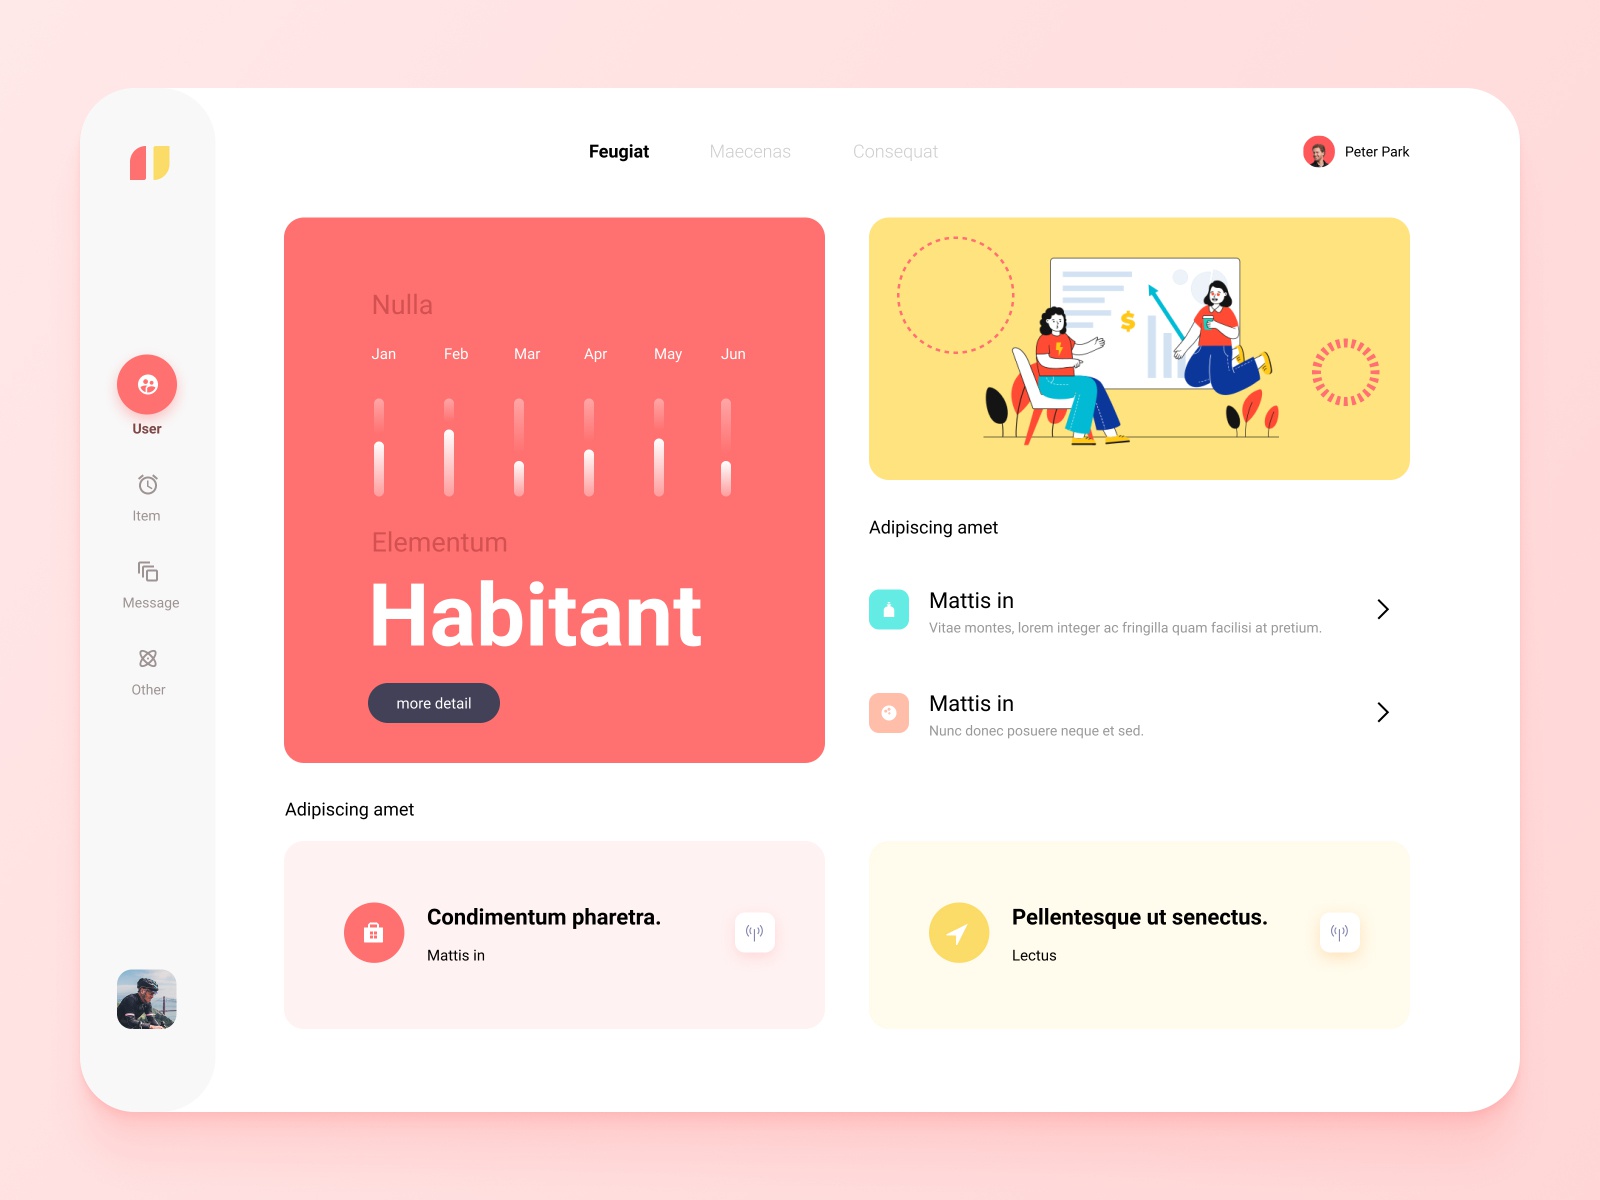 Feugiat
Maecenas
Consequat
Peter Park
User
Item
Message
Other
Nulla
Jan Feb Mar Apr May Jun
Elementum
Habitant
more detail
$
Adipiscing amet
Mattis in
Vitae montes, lorem integer ac fringilla quam facilisi at pretium.
Mattis in
Nunc donec posuere neque et sed.
Adipiscing amet
Condimentum pharetra.
Mattis in
Pellentesque ut senectus.
Lectus